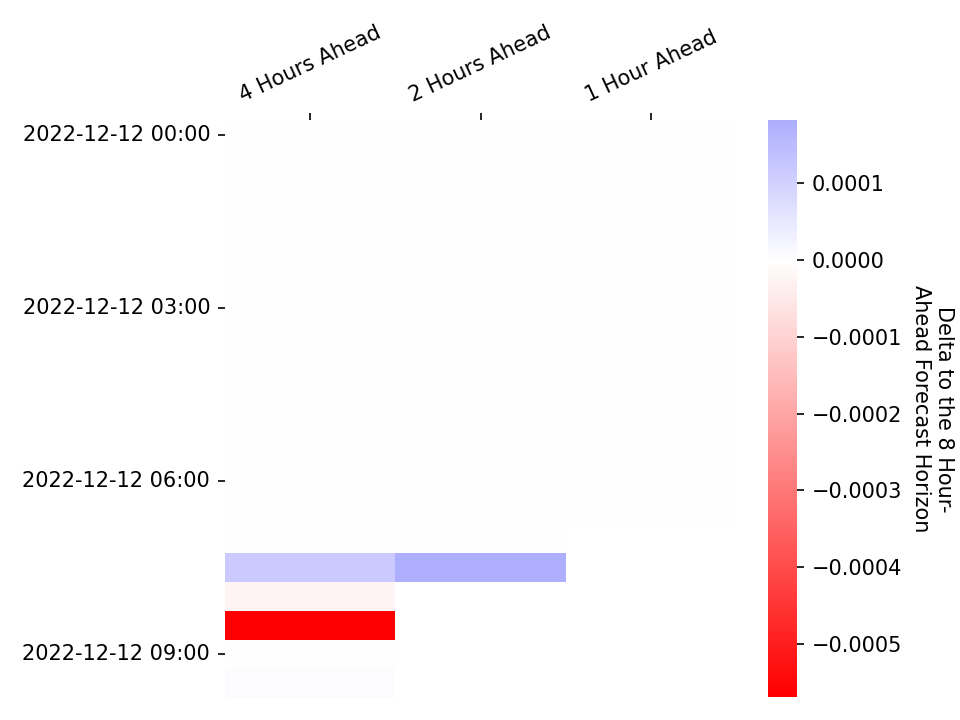 4 Hours Ahead
2 Hours Ahead
1 Hour Ahead
2022-12-12 00:00
2022-12-12 03:00
2022-12-12 06:00
2022-12-12 09:00
0.0001
0.0000
−0.0001
−0.0002
−0.0003
−0.0004
−0.0005
Delta to the 8 Hour-
Ahead Forecast Horizon